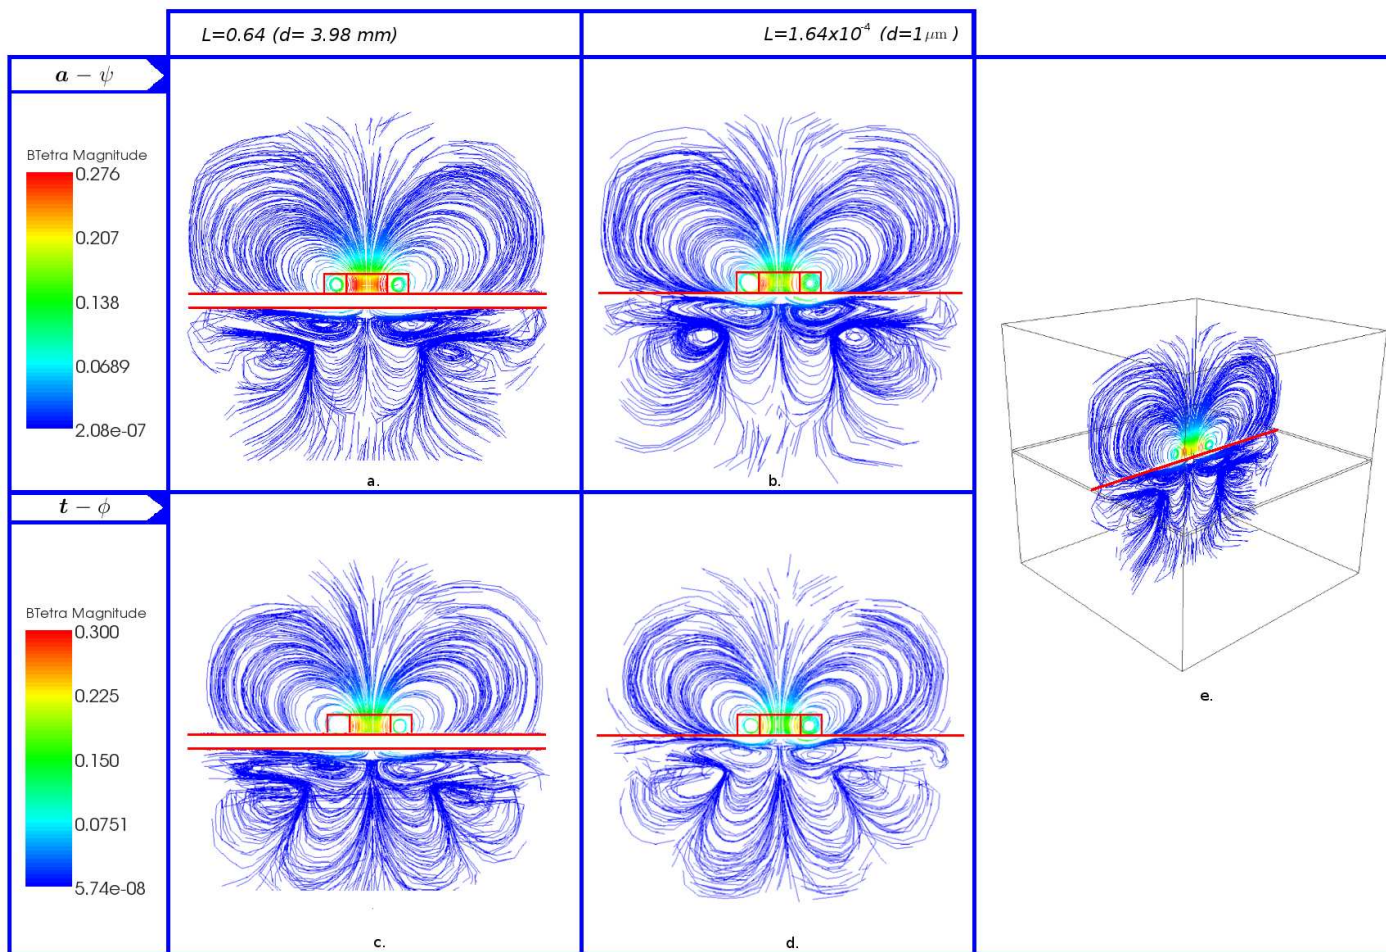 L=0.64 (d= 3.98 mm)
L=1.64x10⁻⁴ (d=1μm )
a − ψ
BTetra Magnitude
0.276
0.207
0.138
0.0689
2.08e-07
a.
b.
t − ϕ
BTetra Magnitude
0.300
0.225
0.150
0.0751
5.74e-08
c.
d.
e.